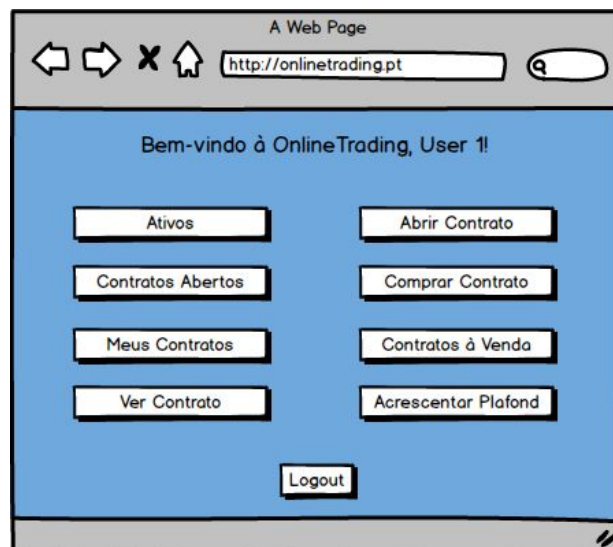 A Web Page
http://onlinetrading.pt
Bem-vindo à OnlineTrading, User 1!
Ativos
Abrir Contrato
Contratos Abertos
Comprar Contrato
Meus Contratos
Contratos à Venda
Ver Contrato
Acrescentar Plafond
Logout